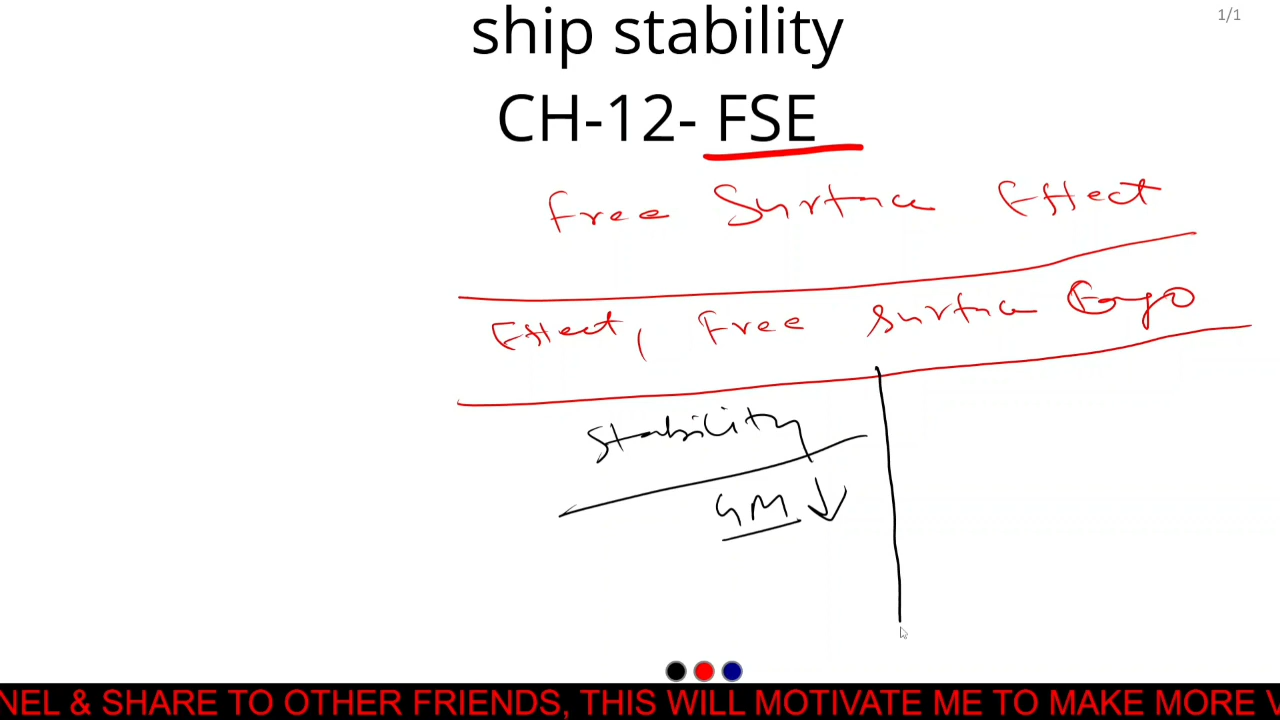 1/1
ship stability
CH-12- FSE
Free Surface Effect
Effect, Free Surface
Stability
GM ↓
NEL & SHARE TO OTHER FRIENDS, THIS WILL MOTIVATE ME TO MAKE MORE V